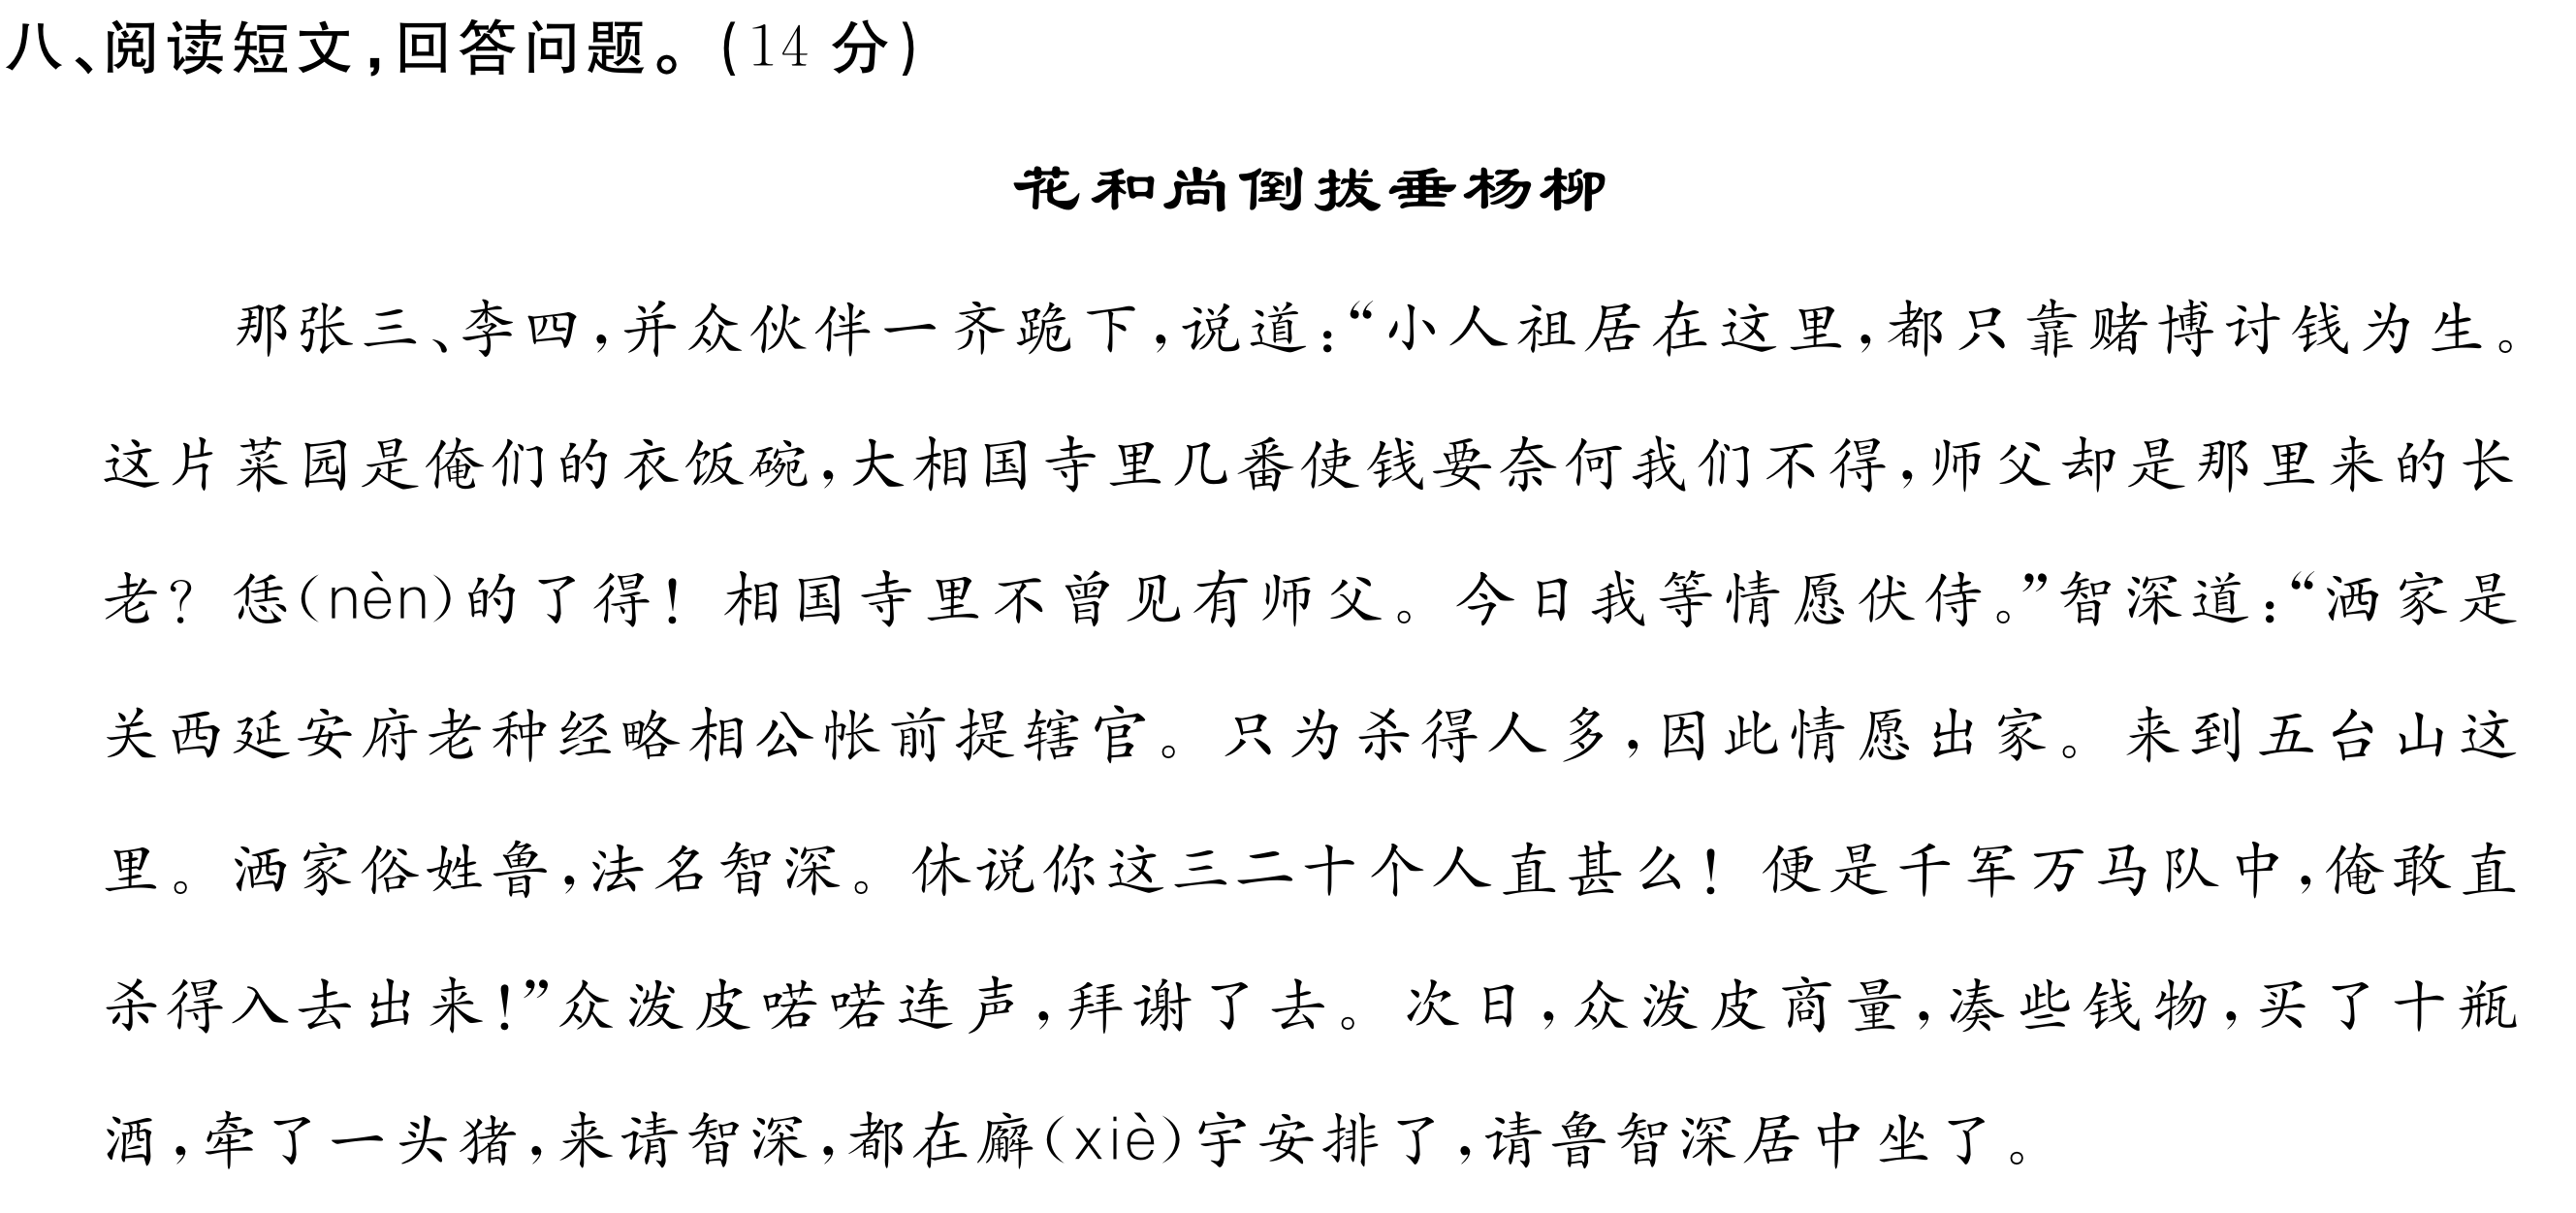 八、阅读短文,回答问题。(14 分)
花和尚倒拔垂杨柳
那张三、李四,并众伙伴一齐跪下,说道:“小人祖居在这里,都只靠赌博讨钱为生。
这片菜园是俺们的衣饭碗,大相国寺里几番使钱要奈何我们不得,师父却是那里来的长
老? 恁(nèn)的了得! 相国寺里不曾见有师父。今日我等情愿伏侍。”智深道:“洒家是
关西延安府老种经略相公帐前提辖官。只为杀得人多,因此情愿出家。来到五台山这
里。洒家俗姓鲁,法名智深。休说你这三二十个人直甚么! 便是千军万马队中,俺敢直
杀得入去出来!”众泼皮喏喏连声,拜谢了去。次日,众泼皮商量,凑些钱物,买了十瓶
酒,牵了一头猪,来请智深,都在廨(xiè)宇安排了,请鲁智深居中坐了。